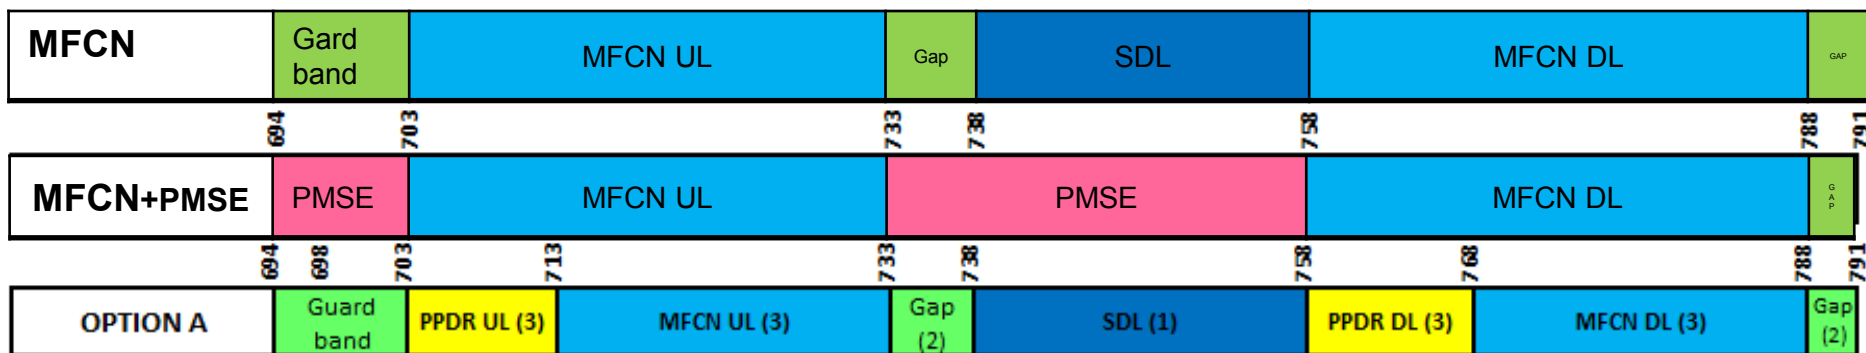 MFCN Gard band MFCN UL Gap SDL MFCN DL GAP
694 703 733 738 758 788 791
MFCN+PMSE PMSE MFCN UL PMSE MFCN DL GAP
694 698 703 713 733 738 758 768 788 791
OPTION A Guard band PPDR UL (3) MFCN UL (3) Gap (2) SDL (1) PPDR DL (3) MFCN DL (3) Gap (2)